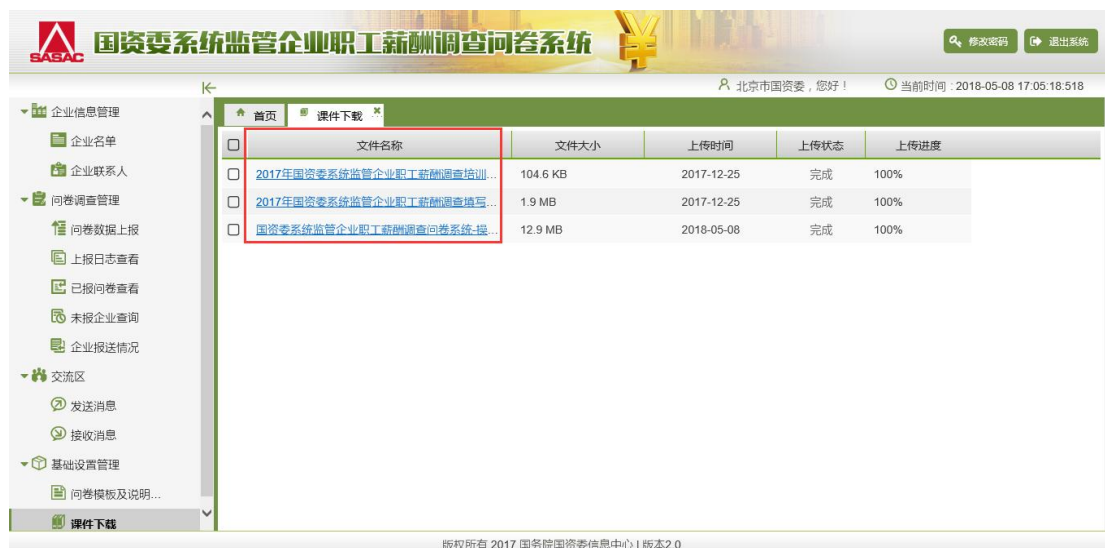 SASAC
国资委系统监管企业职工薪酬调查问卷系统
修改密码 退出系统
北京市国资委，您好！ 当前时间 : 2018-05-08 17:05:18:518
企业信息管理
企业名单
企业联系人
问卷调查管理
问卷数据上报
上报日志查看
已报问卷查看
未报企业查询
企业报送情况
交流区
发送消息
接收消息
基础设置管理
问卷模板及说明...
课件下载
首页 课件下载
文件名称 文件大小 上传时间 上传状态 上传进度
2017年国资委系统监管企业职工薪酬调查培训... 104.6 KB 2017-12-25 完成 100%
2017年国资委系统监管企业职工薪酬调查填写... 1.9 MB 2017-12-25 完成 100%
国资委系统监管企业职工薪酬调查问卷系统-操... 12.9 MB 2018-05-08 完成 100%
版权所有 2017 国务院国资委信息中心 | 版本2.0